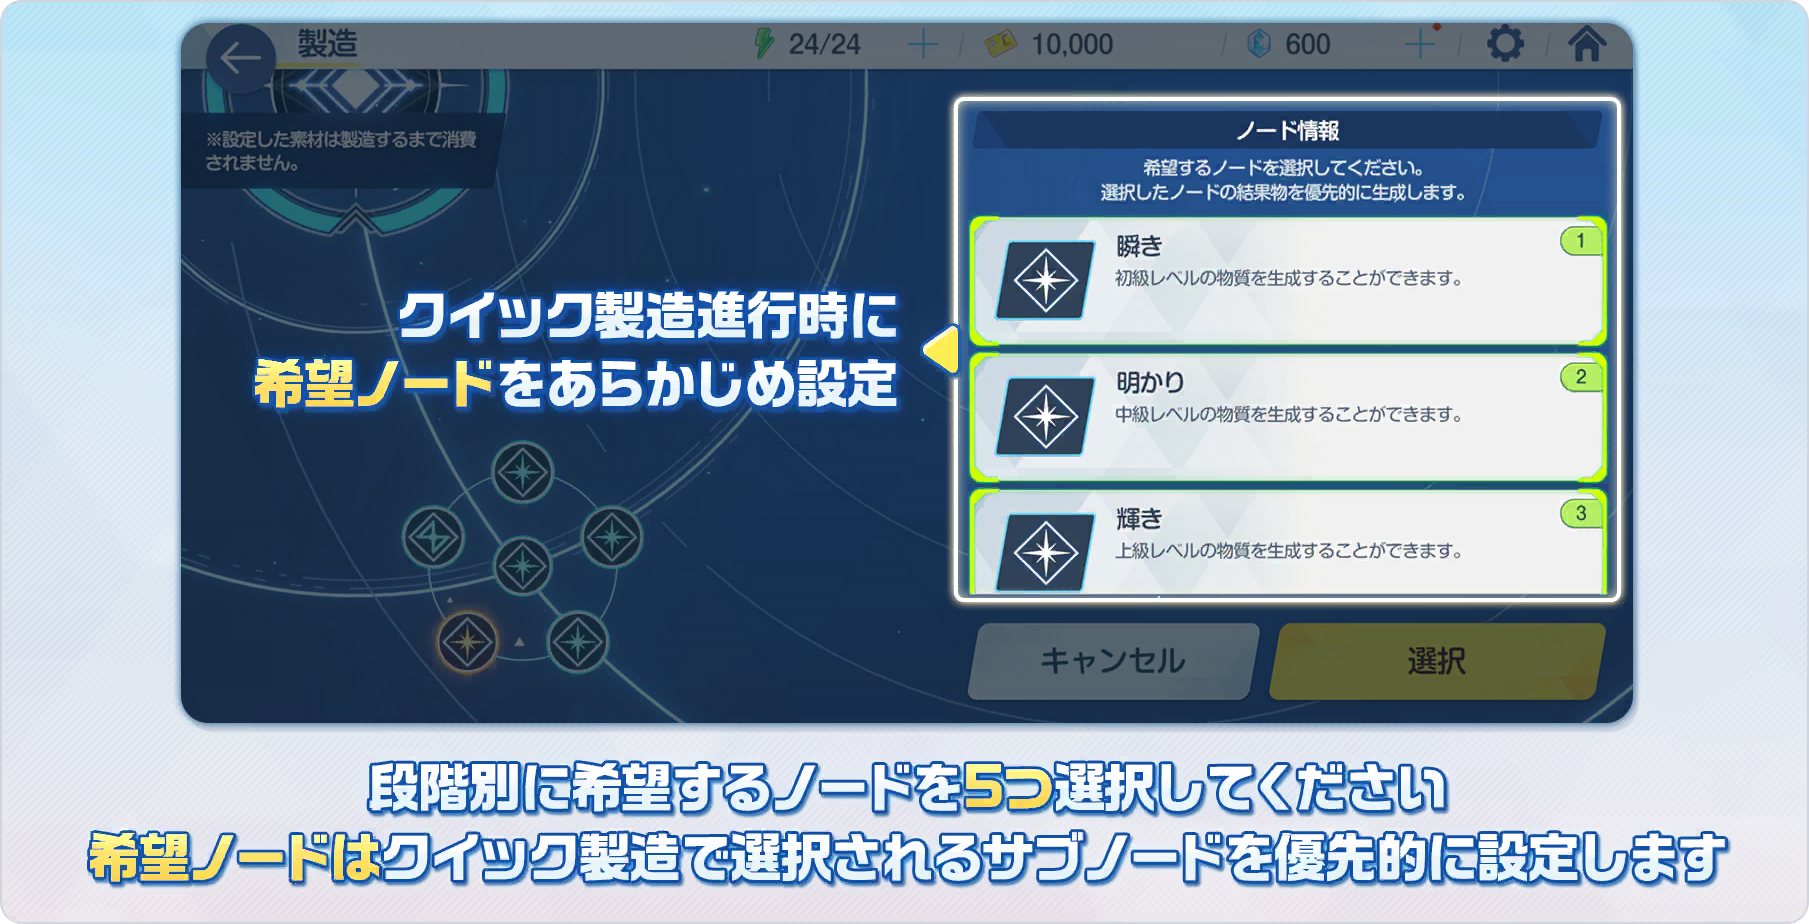 製造
24/24
10,000
600
※設定した素材は製造するまで消費
されません。
ノード情報
希望するノードを選択してください。
選択したノードの結果物を優先的に生成します。
瞬き
1
初級レベルの物質を生成することができます。
明かり
2
中級レベルの物質を生成することができます。
輝き
3
上級レベルの物質を生成することができます。
クイック製造進行時に
希望ノードをあらかじめ設定
キャンセル
選択
段階別に希望するノードを5つ選択してください
希望ノードはクイック製造で選択されるサブノードを優先的に設定します